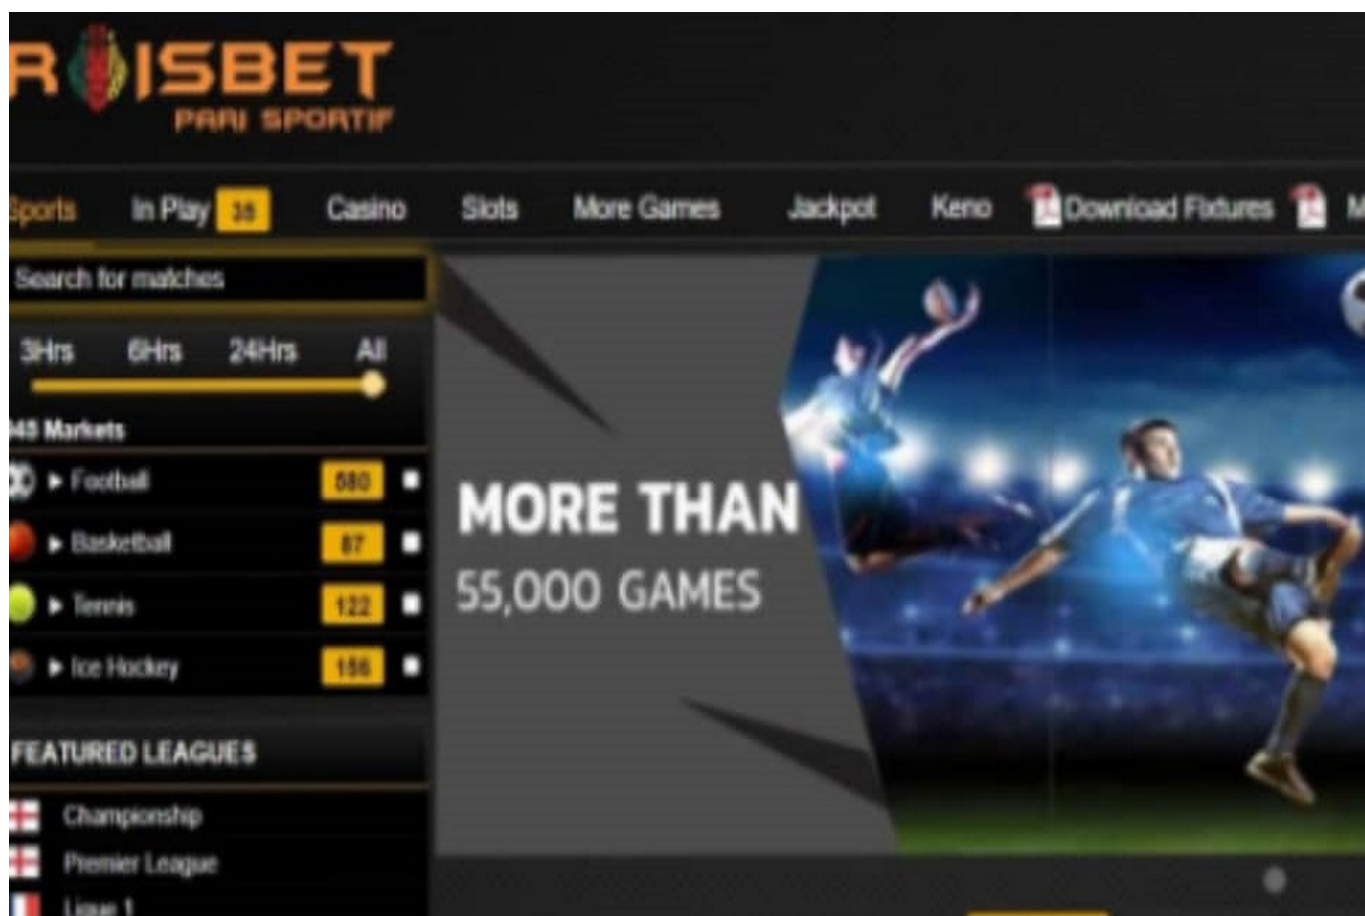 R ISBET
PARI SPORTIF
Sports
In Play
Casino
Slots
More Games
Jackpot
Keno
Download Fixtures
M
Search for matches
3Hrs 6Hrs 24Hrs All
Markets
Football 580
Basketball 87
Tennis 122
Ice Hockey
MORE THAN
55,000 GAMES
FEATURED LEAGUES
Championship
Premier League
Ligue 1